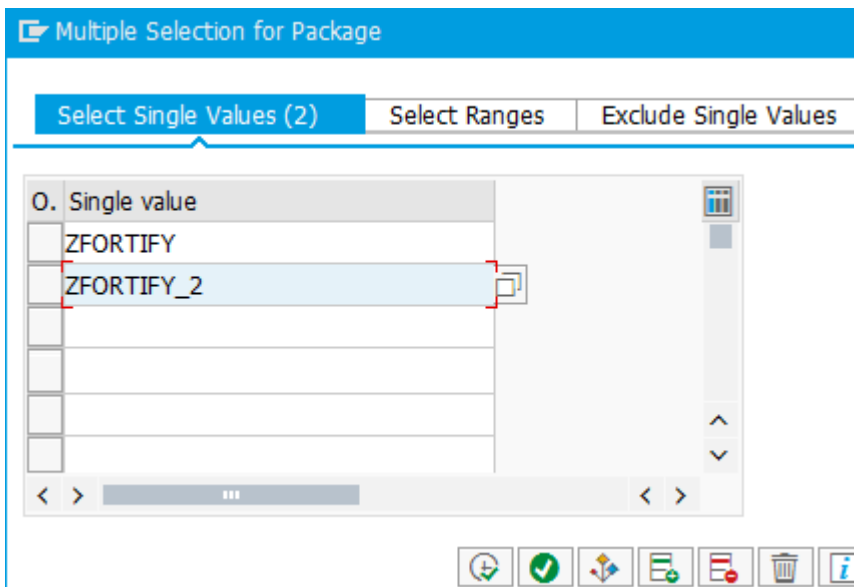 Multiple Selection for Package
Select Single Values (2) Select Ranges Exclude Single Values
O. Single value
ZFORTIFY
ZFORTIFY_2